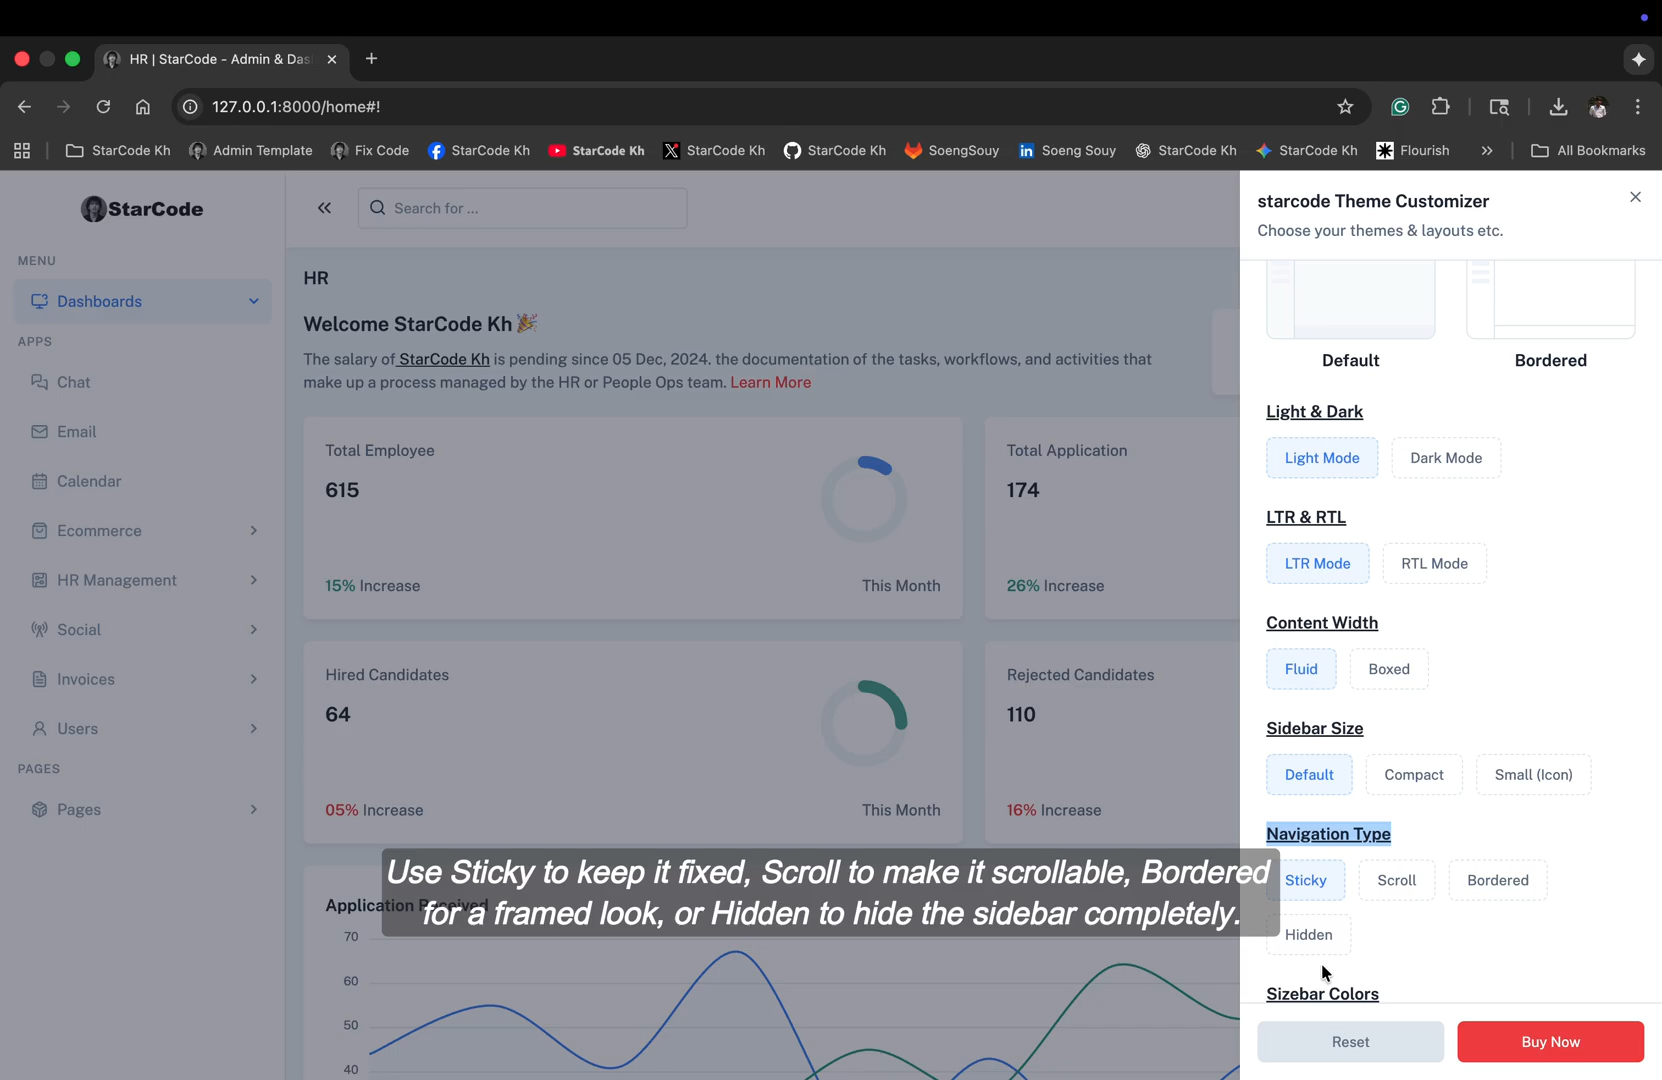 HR | StarCode - Admin & Das
127.0.0.1:8000/home#!
StarCode Kh
Admin Template
Fix Code
StarCode Kh
StarCode Kh
StarCode Kh
StarCode Kh
SoengSouy
Soeng Souy
StarCode Kh
StarCode Kh
Flourish
All Bookmarks
StarCode
MENU
Dashboards
APPS
Chat
Email
Calendar
Ecommerce
HR Management
Social
Invoices
Users
PAGES
Pages
Search for ...
HR
Welcome StarCode Kh🎉
The salary of StarCode Kh is pending since 05 Dec, 2024. the documentation of the tasks, workflows, and activities that
make up a process managed by the HR or People Ops team. Learn More
Total Employee
615
15% Increase
This Month
Total Application
174
26% Increase
Hired Candidates
64
05% Increase
This Month
Rejected Candidates
110
16% Increase
Application Received
70
60
50
40
Use Sticky to keep it fixed, Scroll to make it scrollable, Bordered
for a framed look, or Hidden to hide the sidebar completely.
starcode Theme Customizer
Choose your themes & layouts etc.
Default
Bordered
Light & Dark
Light Mode
Dark Mode
LTR & RTL
LTR Mode
RTL Mode
Content Width
Fluid
Boxed
Sidebar Size
Default
Compact
Small (Icon)
Navigation Type
Sticky
Scroll
Bordered
Hidden
Sizebar Colors
Reset
Buy Now